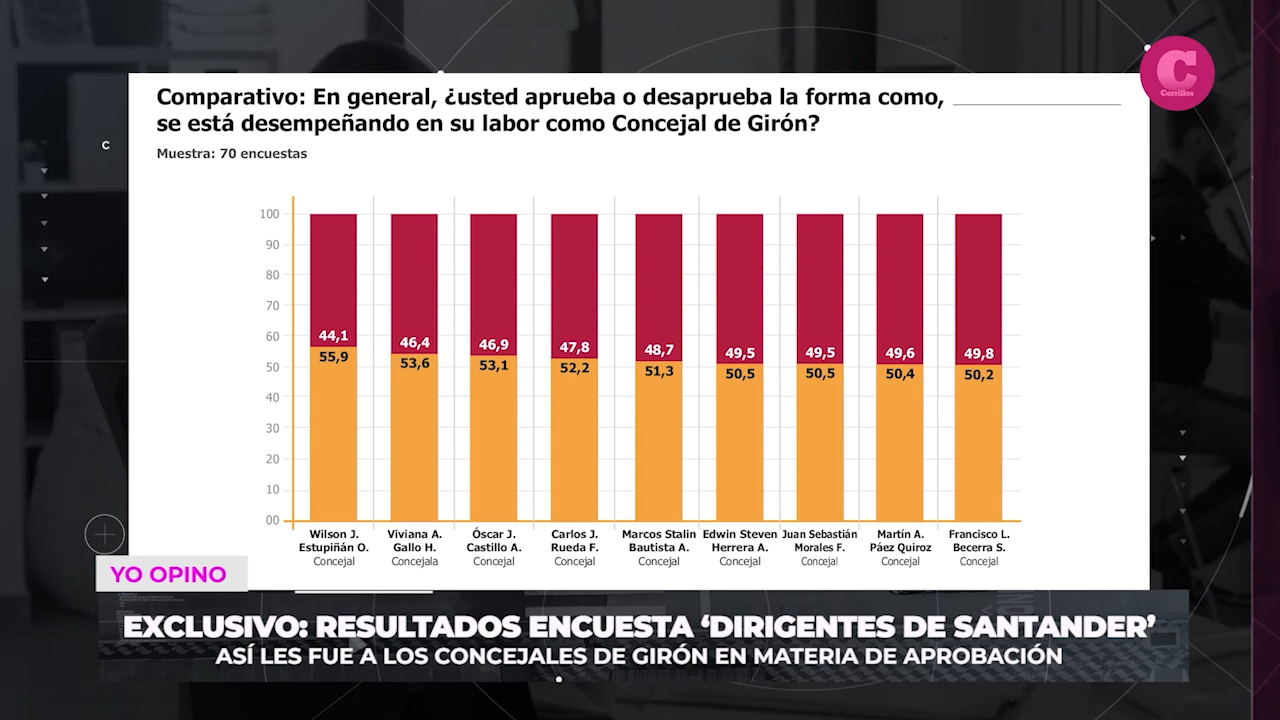 C
Corrillos
Comparativo: En general, ¿usted aprueba o desaprueba la forma como, ____________
se está desempeñando en su labor como Concejal de Girón?
Muestra: 70 encuestas
C
100
90
80
70
60
50
40
30
20
10
00
44,1 46,4 46,9 47,8 48,7 49,5 49,5 49,6 49,8
55,9 53,6 53,1 52,2 51,3 50,5 50,5 50,4 50,2
Wilson J. Viviana A. Óscar J. Carlos J. Marcos Stalin Edwin Steven Juan Sebastián Martín A. Francisco L.
Estupiñán O. Gallo H. Castillo A. Rueda F. Bautista A. Herrera A. Morales F. Páez Quiroz Becerra S.
Concejal Concejala Concejal Concejal Concejal Concejal Concejal Concejal Concejal
YO OPINO
EXCLUSIVO: RESULTADOS ENCUESTA ‘DIRIGENTES DE SANTANDER’
ASÍ LES FUE A LOS CONCEJALES DE GIRÓN EN MATERIA DE APROBACIÓN